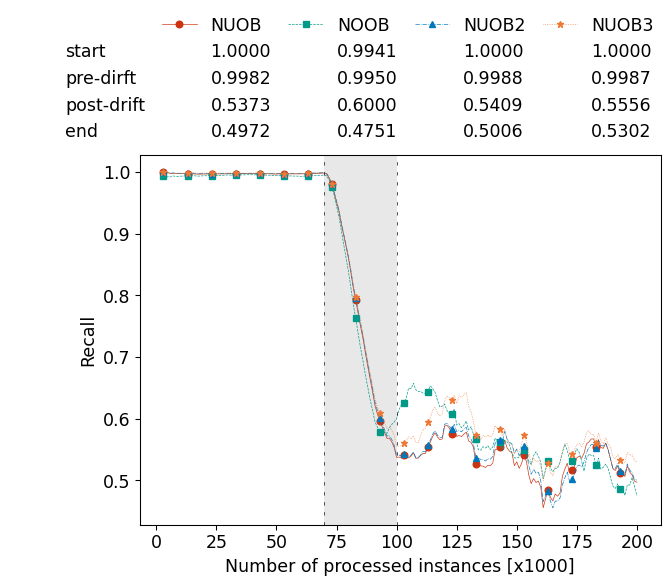 NUOB NOOB NUOB2 NUOB3
start 1.0000 0.9941 1.0000 1.0000
pre-dirft 0.9982 0.9950 0.9988 0.9987
post-drift 0.5373 0.6000 0.5409 0.5556
end 0.4972 0.4751 0.5006 0.5302
1.0
0.9
0.8
0.7
0.6
0.5
Recall
0 25 50 75 100 125 150 175 200
Number of processed instances [x1000]